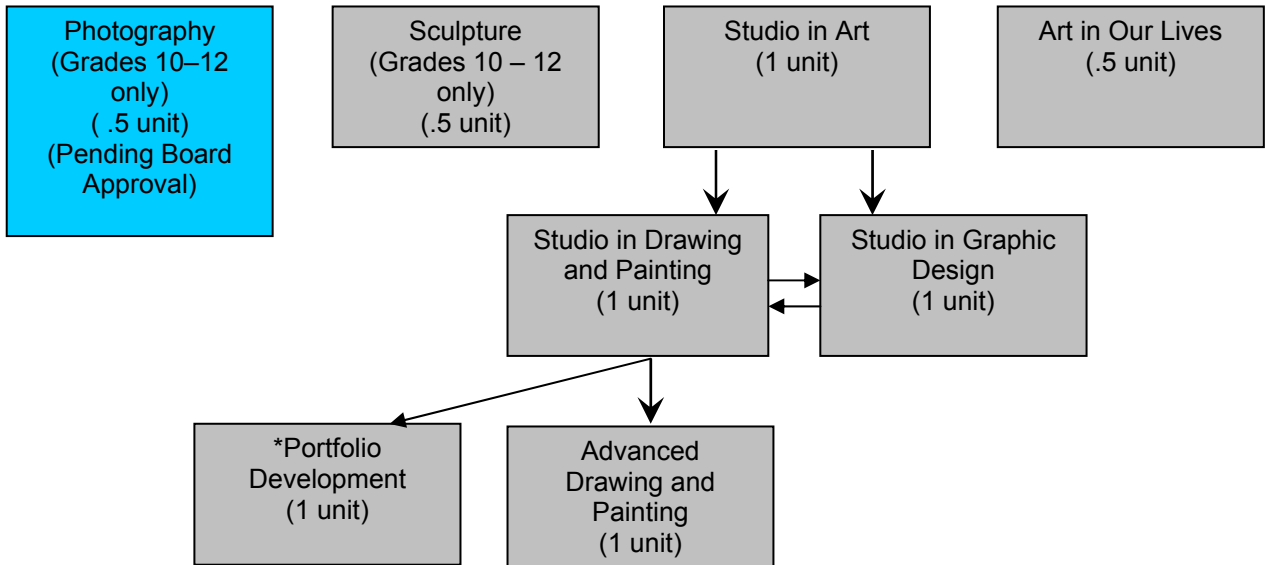 Photography
(Grades 10–12
only)
( .5 unit)
(Pending Board
Approval)
Sculpture
(Grades 10 – 12
only)
(.5 unit)
Studio in Art
(1 unit)
Art in Our Lives
(.5 unit)
Studio in Drawing
and Painting
(1 unit)
Studio in Graphic
Design
(1 unit)
*Portfolio
Development
(1 unit)
Advanced
Drawing and
Painting
(1 unit)